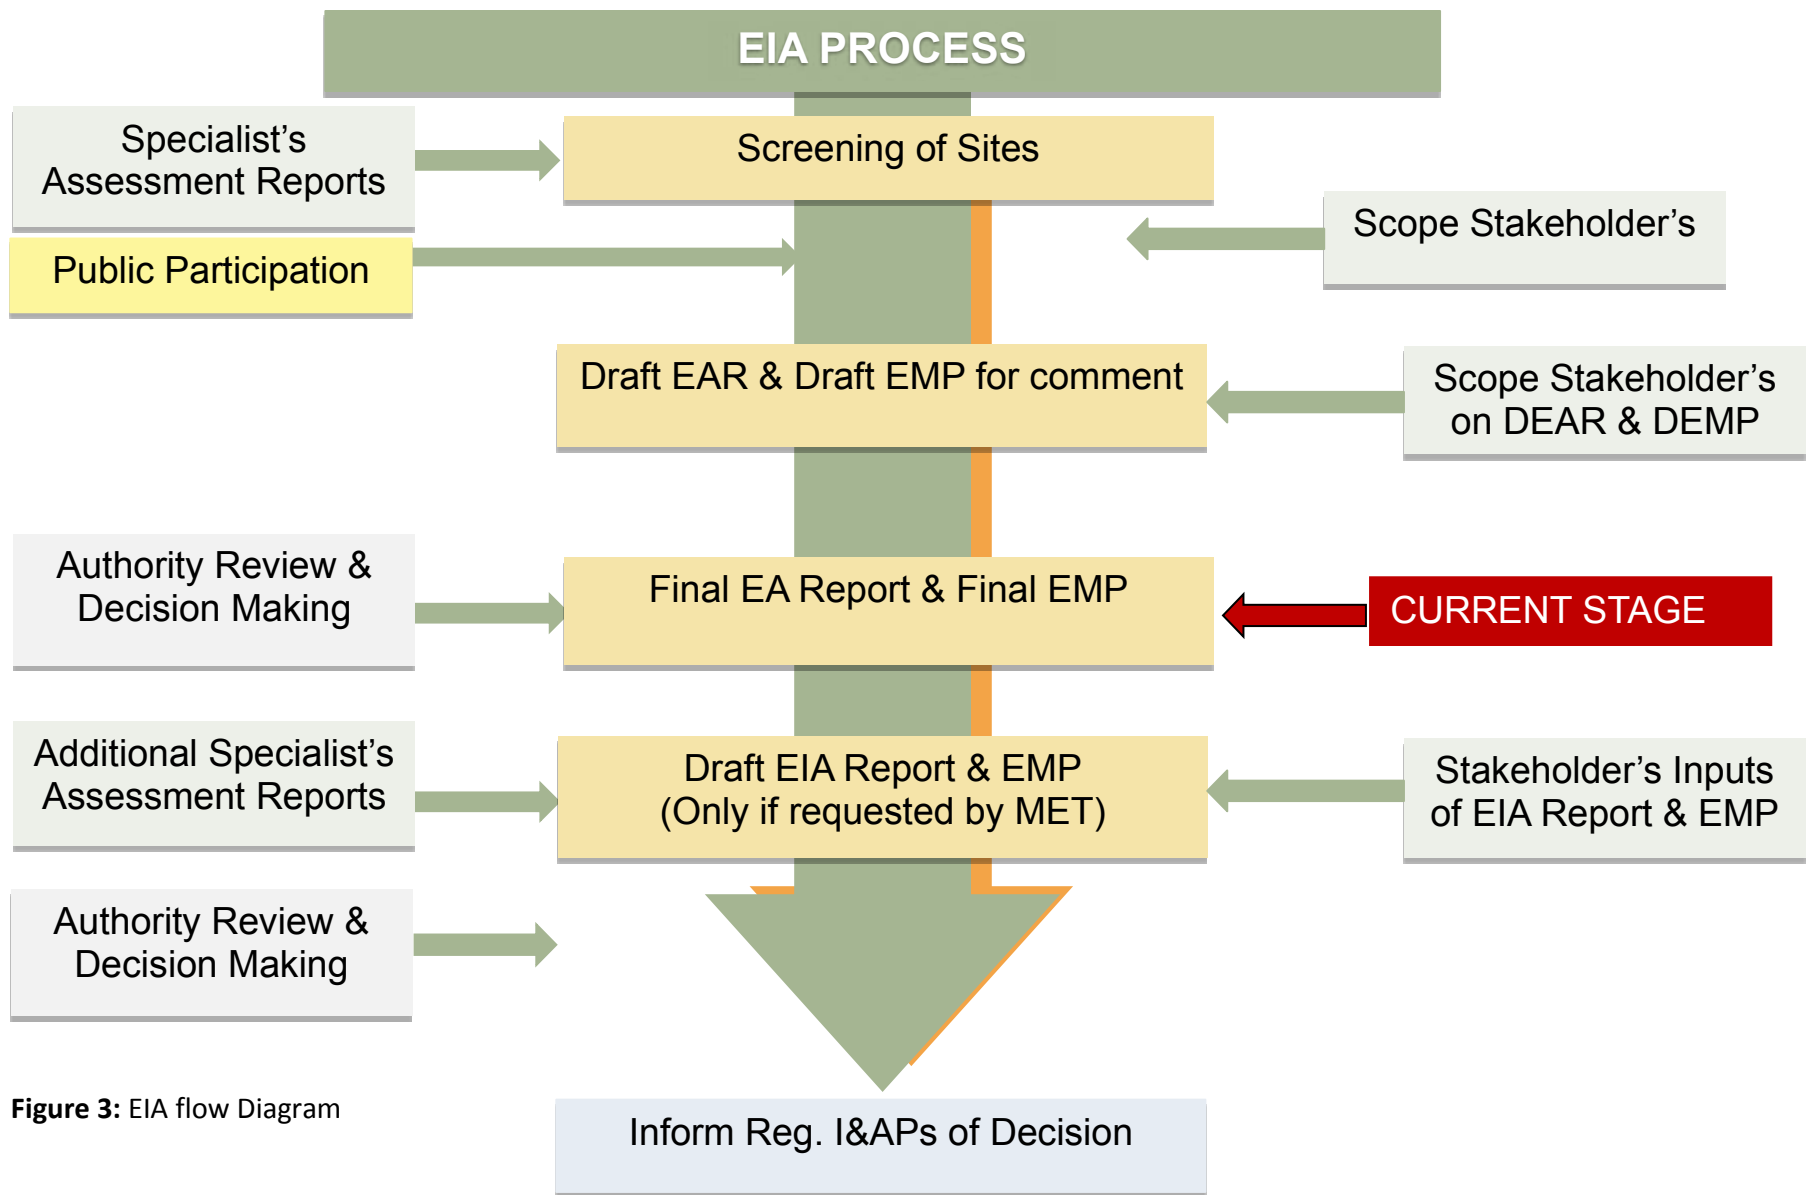 EIA PROCESS
Specialist's
Assessment Reports
Screening of Sites
Scope Stakeholder's
Public Participation
Draft EAR & Draft EMP for comment
Scope Stakeholder's
on DEAR & DEMP
Authority Review &
Decision Making
Final EA Report & Final EMP
CURRENT STAGE
Additional Specialist's
Assessment Reports
Draft EIA Report & EMP
(Only if requested by MET)
Stakeholder's Inputs
of EIA Report & EMP
Authority Review &
Decision Making
Figure 3: EIA flow Diagram
Inform Reg. I&APs of Decision